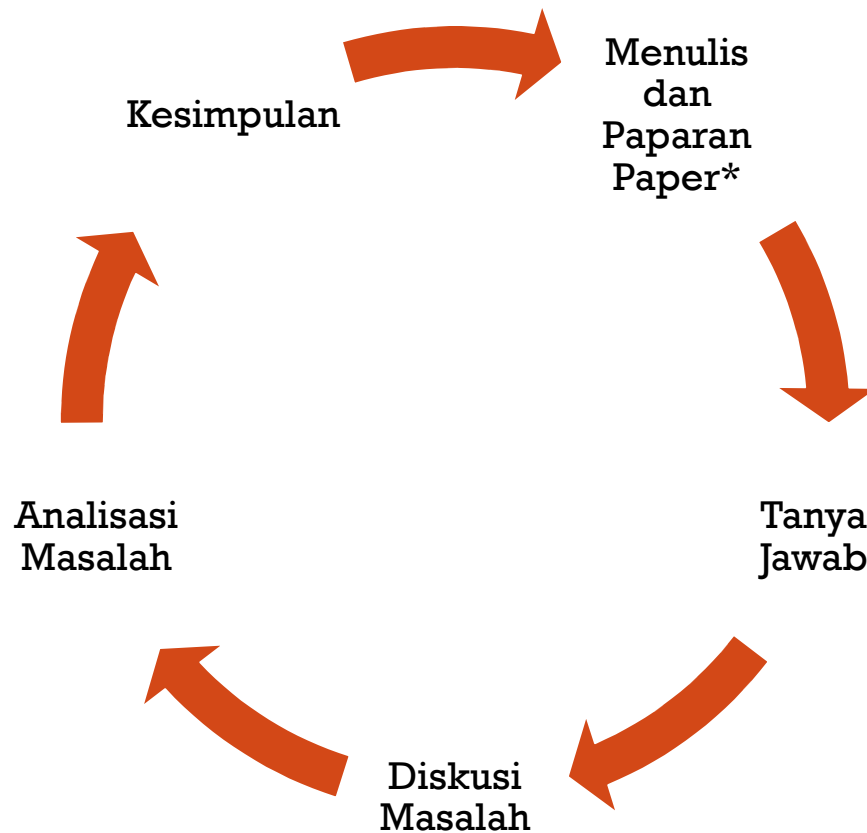 Menulis
dan
Paparan
Paper*
Tanya
Jawab
Diskusi
Masalah
Analisasi
Masalah
Kesimpulan